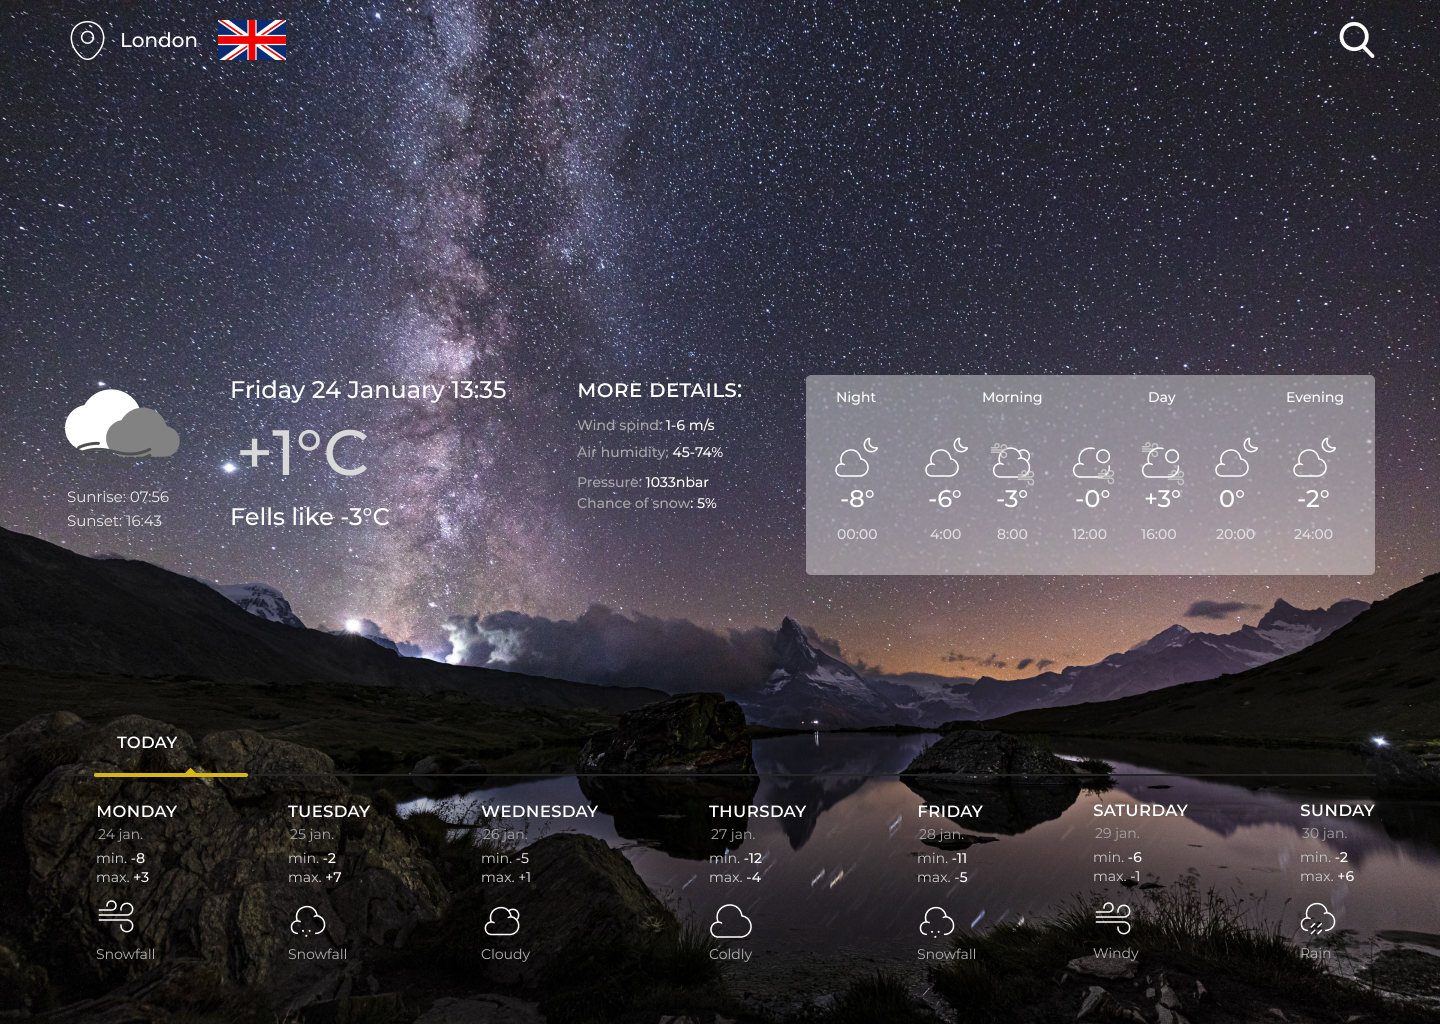 London
Friday 24 January 13:35
+1°C
Fells like -3°C
Sunrise: 07:56
Sunset: 16:43
MORE DETAILS:
Wind spind: 1-6 m/s
Air humidity; 45-74%
Pressure: 1033nbar
Chance of snow: 5%
Night Morning Day Evening
-8° -6° -3° -0° +3° 0° -2°
00:00 4:00 8:00 12:00 16:00 20:00 24:00
TODAY
MONDAY
24 jan.
min. -8
max. +3
Snowfall
TUESDAY
25 jan.
min. -2
max. +7
Snowfall
WEDNESDAY
26 jan.
min. -5
max. +1
Cloudy
THURSDAY
27 jan.
min. -12
max. -4
Coldly
FRIDAY
28 jan.
min. -11
max. -5
Snowfall
SATURDAY
29 jan.
min. -6
max. -1
Windy
SUNDAY
30 jan.
min. -2
max. +6
Rain